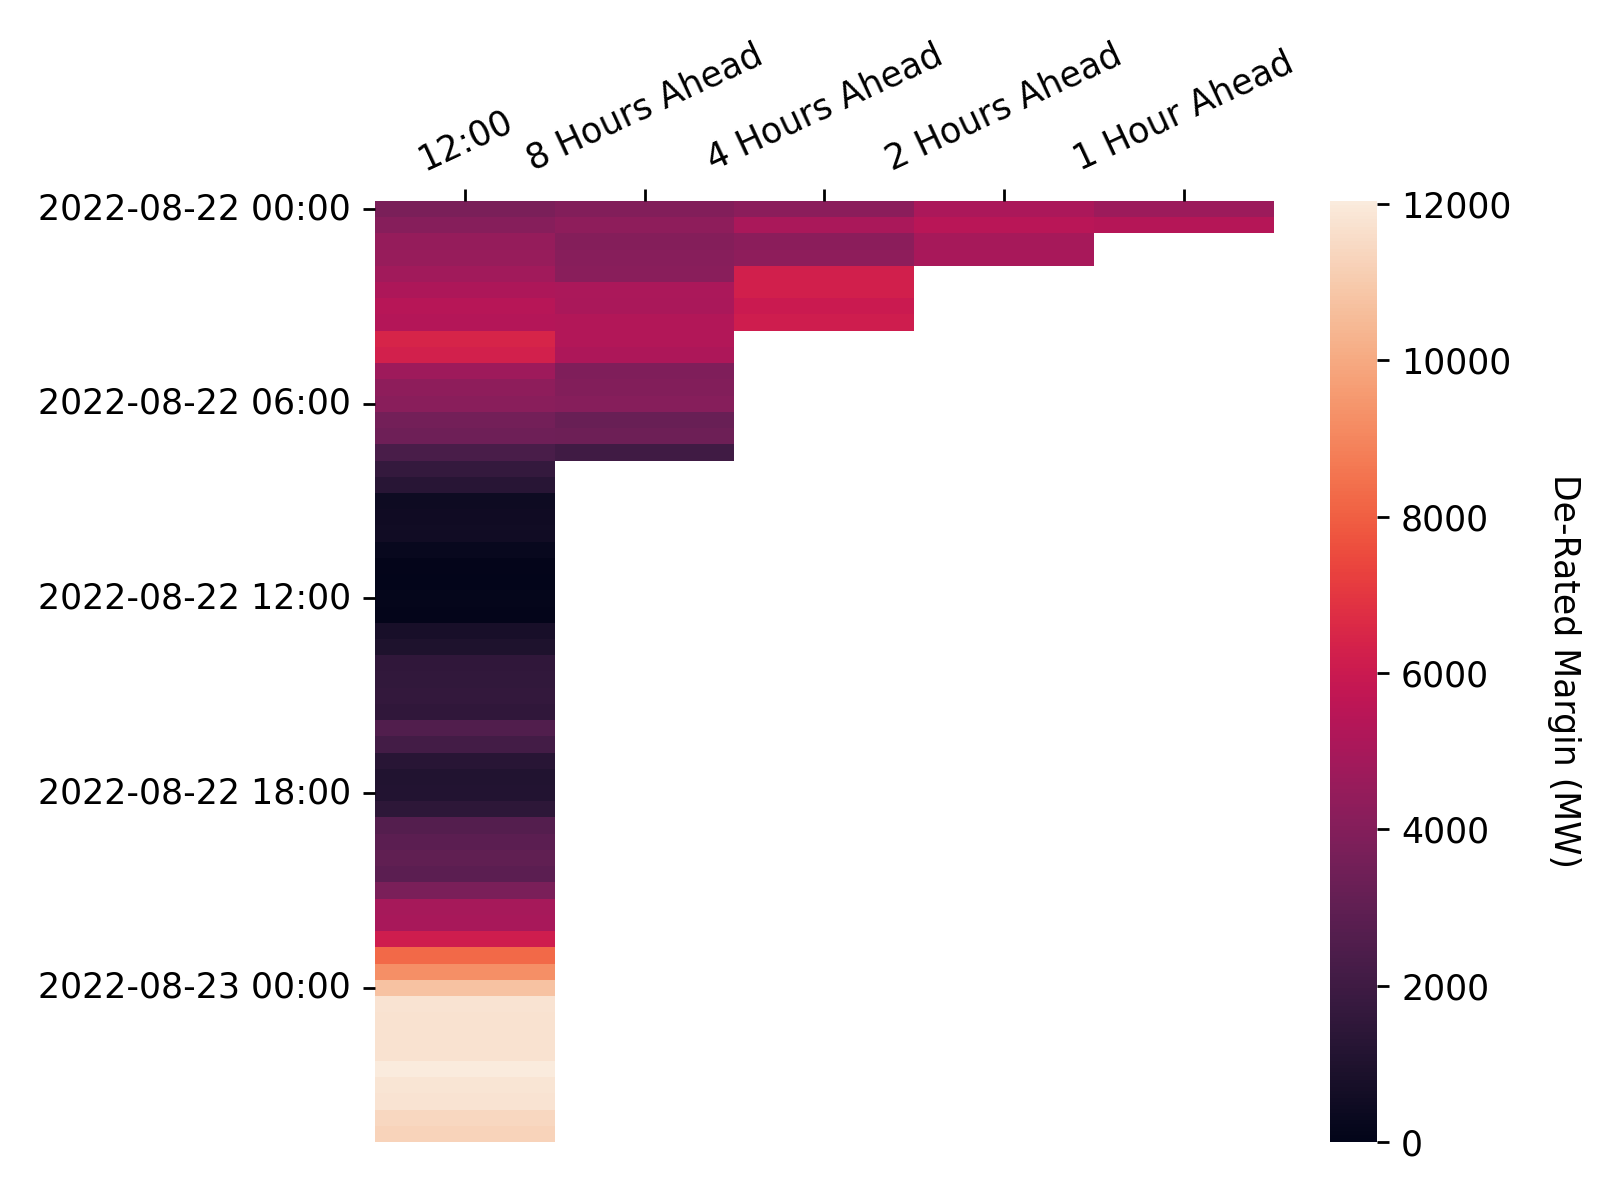 12:00
8 Hours Ahead
4 Hours Ahead
2 Hours Ahead
1 Hour Ahead
2022-08-22 00:00
2022-08-22 06:00
2022-08-22 12:00
2022-08-22 18:00
2022-08-23 00:00
12000
10000
8000
6000
4000
2000
0
De-Rated Margin (MW)